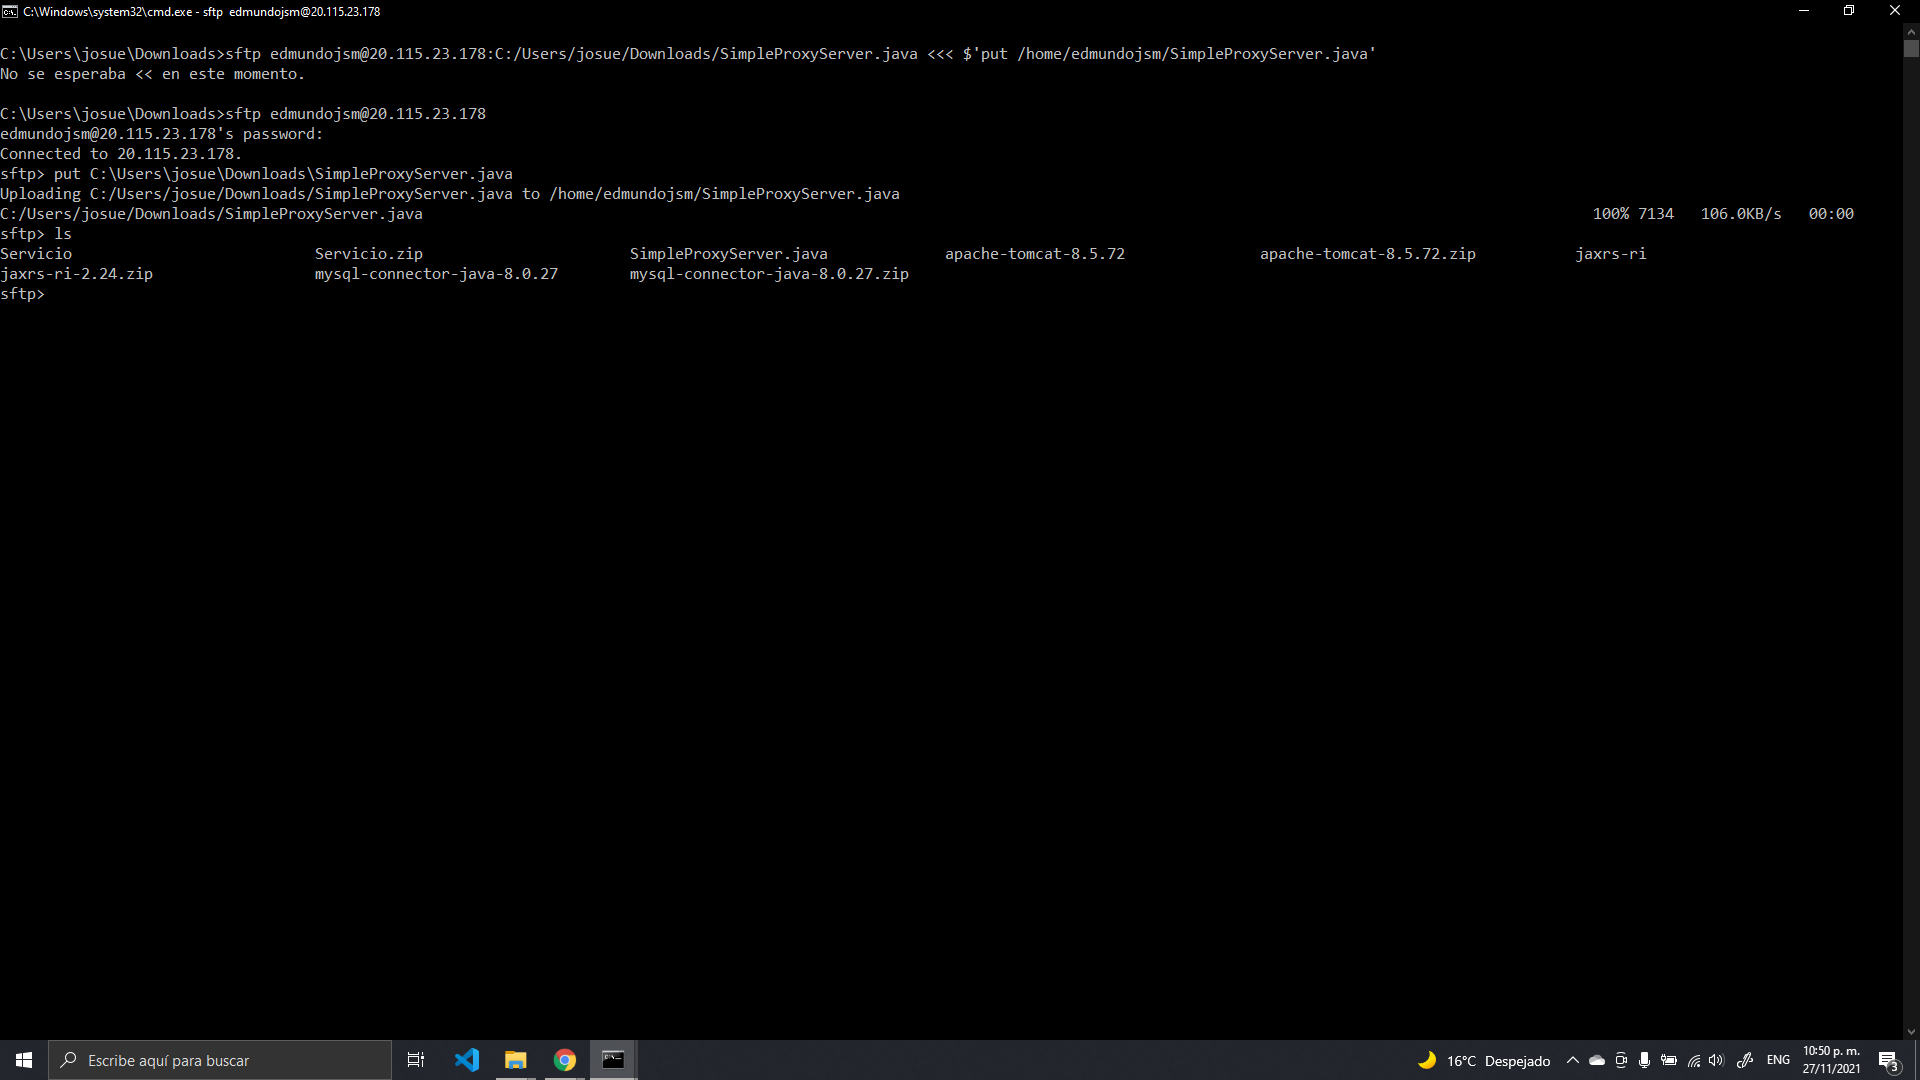 C:\Windows\system32\cmd.exe - sftp  edmundojsm@20.115.23.178
C:\Users\josue\Downloads>sftp edmundojsm@20.115.23.178:C:/Users/josue/Downloads/SimpleProxyServer.java <<< $'put /home/edmundojsm/SimpleProxyServer.java'
No se esperaba << en este momento.
C:\Users\josue\Downloads>sftp edmundojsm@20.115.23.178
edmundojsm@20.115.23.178's password:
Connected to 20.115.23.178.
sftp> put C:\Users\josue\Downloads\SimpleProxyServer.java
Uploading C:/Users/josue/Downloads/SimpleProxyServer.java to /home/edmundojsm/SimpleProxyServer.java
C:/Users/josue/Downloads/SimpleProxyServer.java 100% 7134 106.0KB/s 00:00
sftp> ls
Servicio Servicio.zip SimpleProxyServer.java apache-tomcat-8.5.72 apache-tomcat-8.5.72.zip jaxrs-ri
jaxrs-ri-2.24.zip mysql-connector-java-8.0.27 mysql-connector-java-8.0.27.zip
sftp>
Escribe aquí para buscar
16°C Despejado
ENG
10:50 p. m.
27/11/2021
3